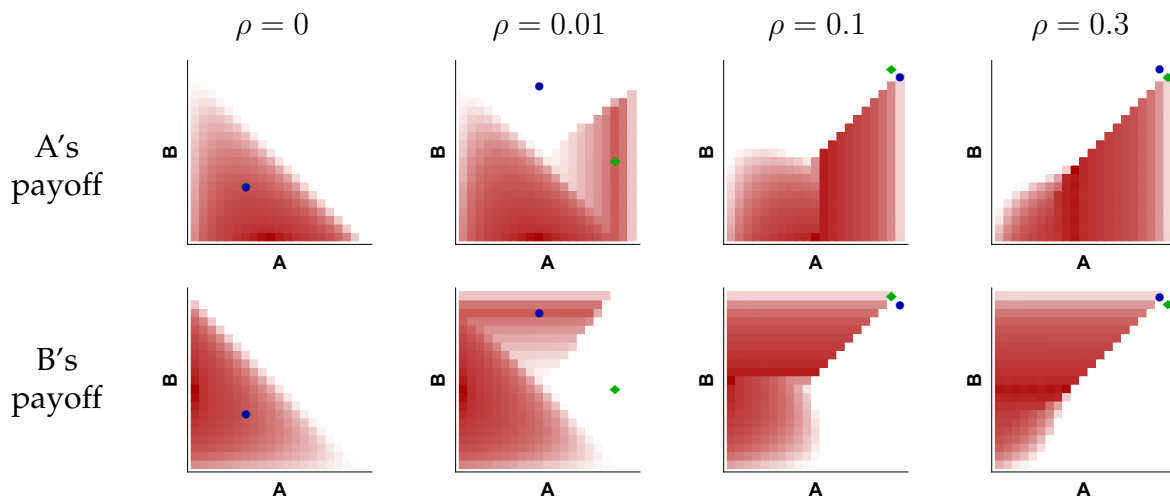 ρ = 0 ρ = 0.01 ρ = 0.1 ρ = 0.3
A's
payoff
B B B B
A A A A
B's
payoff
B B B B
A A A A